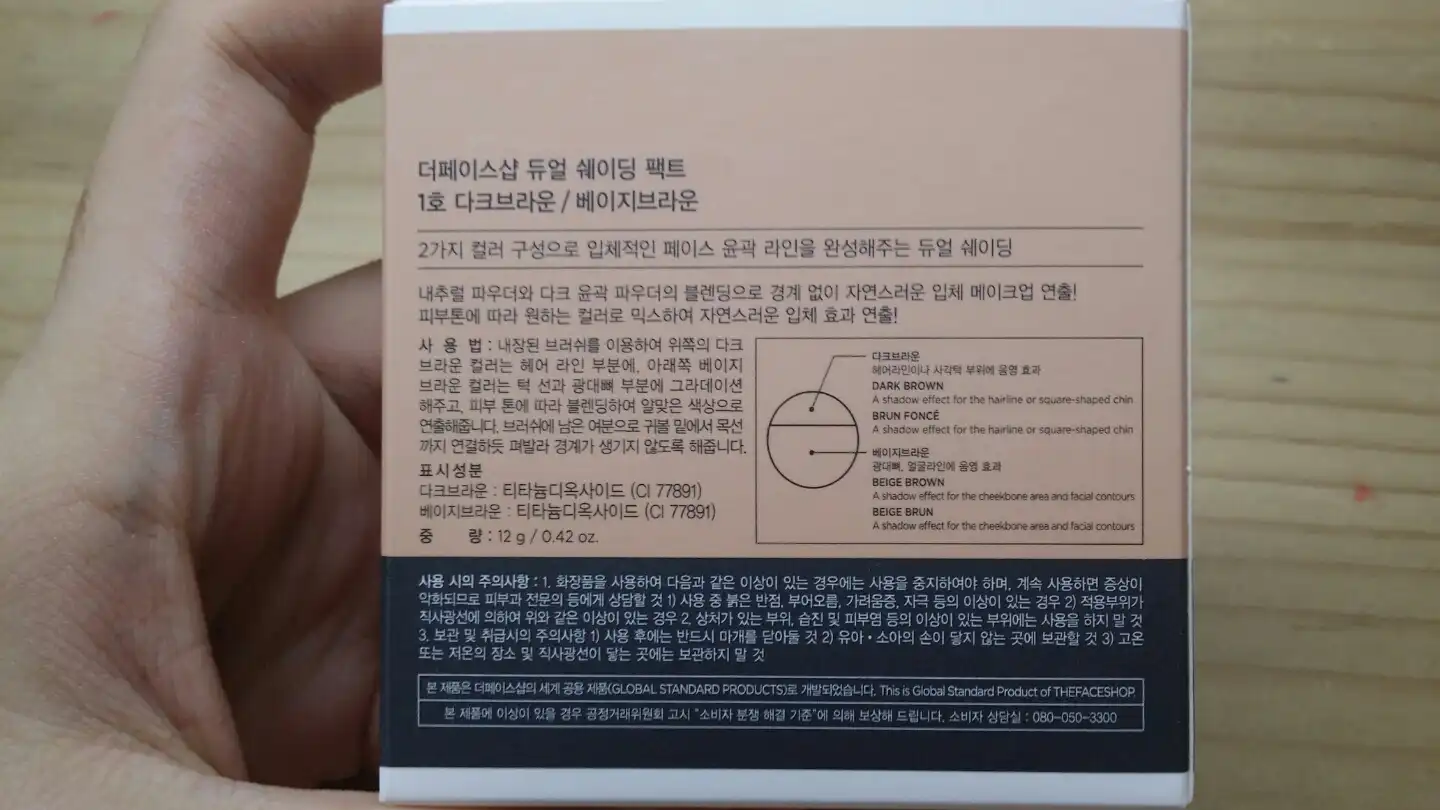 더페이스샵 듀얼 쉐이딩 팩트
1호 다크브라운 / 베이지브라운
2가지 컬러 구성으로 입체적인 페이스 윤곽 라인을 완성해주는 듀얼 쉐이딩
내추럴 파우더와 다크 윤곽 파우더의 블렌딩으로 경계 없이 자연스러운 입체 메이크업 연출!
피부톤에 따라 원하는 컬러로 믹스하여 자연스러운 입체 효과 연출!
사 용 법 : 내장된 브러쉬를 이용하여 위쪽의 다크
브라운 컬러는 헤어 라인 부분에, 아래쪽 베이지
브라운 컬러는 턱 선과 광대뼈 부분에 그라데이션
해주고, 피부 톤에 따라 블렌딩하여 알맞은 색상으로
연출해줍니다. 브러쉬에 남은 여분으로 귀볼 밑에서 목선
까지 연결하듯 펴발라 경계가 생기지 않도록 해줍니다.
표시성분
다크브라운 : 티타늄디옥사이드 (CI 77891)
베이지브라운 : 티타늄디옥사이드 (CI 77891)
중 량 : 12 g / 0.42 oz.
다크브라운
헤어라인이나 사각턱 부위에 음영 효과
DARK BROWN
A shadow effect for the hairline or square-shaped chin
BRUN FONCÉ
A shadow effect for the hairline or square-shaped chin
베이지브라운
광대뼈, 얼굴라인에 음영 효과
BEIGE BROWN
A shadow effect for the cheekbone area and facial contours
BEIGE BRUN
A shadow effect for the cheekbone area and facial contours
사용 시의 주의사항 : 1. 화장품을 사용하여 다음과 같은 이상이 있는 경우에는 사용을 중지하여야 하며, 계속 사용하면 증상이
악화되므로 피부과 전문의 등에게 상담할 것 1) 사용 중 붉은 반점, 부어오름, 가려움증, 자극 등의 이상이 있는 경우 2) 적용부위가
직사광선에 의하여 위와 같은 이상이 있는 경우 2. 상처가 있는 부위, 습진 및 피부염 등의 이상이 있는 부위에는 사용을 하지 말 것
3. 보관 및 취급시의 주의사항 1) 사용 후에는 반드시 마개를 닫아둘 것 2) 유아•소아의 손이 닿지 않는 곳에 보관할 것 3) 고온
또는 저온의 장소 및 직사광선이 닿는 곳에는 보관하지 말 것
본 제품은 더페이스샵의 세계 공용 제품(GLOBAL STANDARD PRODUCTS)로 개발되었습니다. This is Global Standard Product of THEFACESHOP.
본 제품에 이상이 있을 경우 공정거래위원회 고시 "소비자 분쟁 해결 기준"에 의해 보상해 드립니다. 소비자 상담실 : 080-050-3300